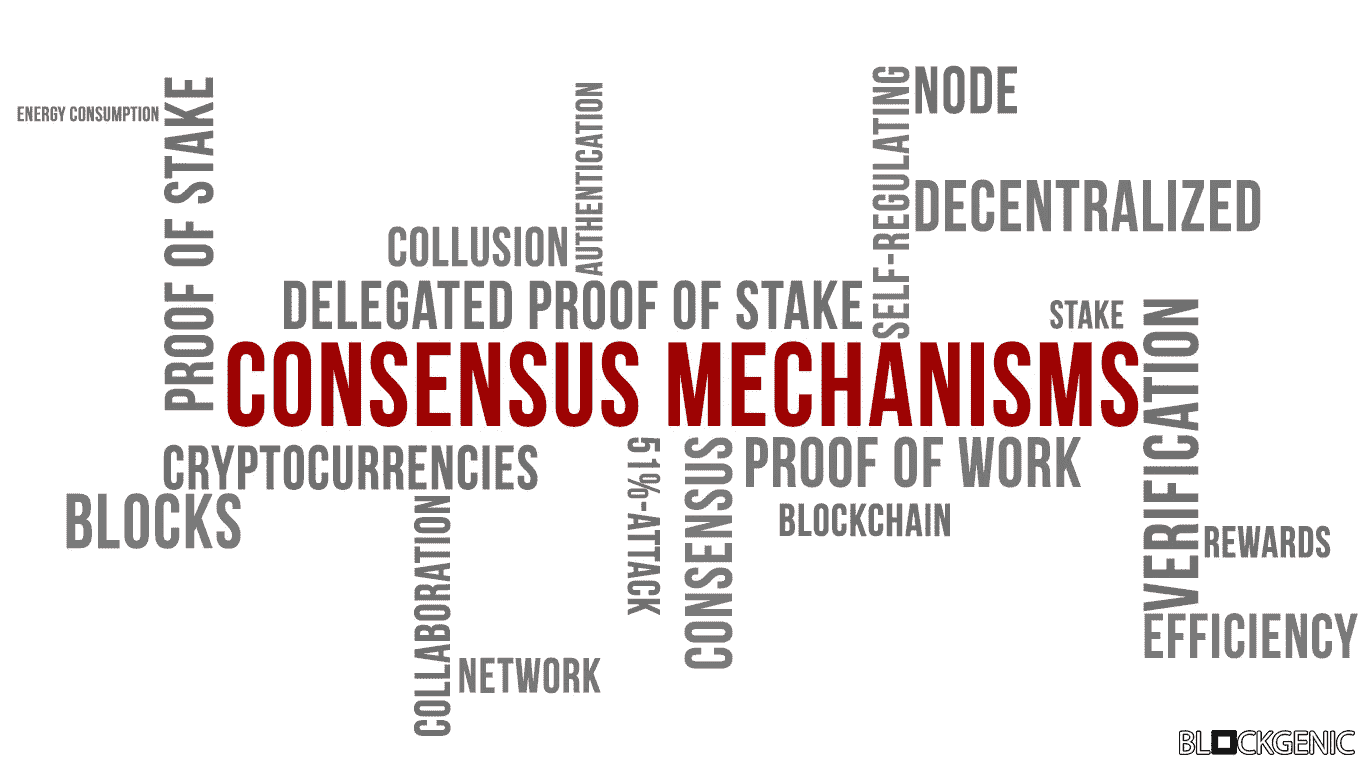 ENERGY CONSUMPTION
PROOF OF STAKE
AUTHENTICATION
SELF-REGULATING
NODE
DECENTRALIZED
COLLUSION
DELEGATED PROOF OF STAKE
STAKE
VERIFICATION
CONSENSUS MECHANISMS
CRYPTOCURRENCIES
51%-ATTACK
CONSENSUS
PROOF OF WORK
BLOCKS
COLLABORATION
BLOCKCHAIN
REWARDS
EFFICIENCY
NETWORK
BLOCKGENIC